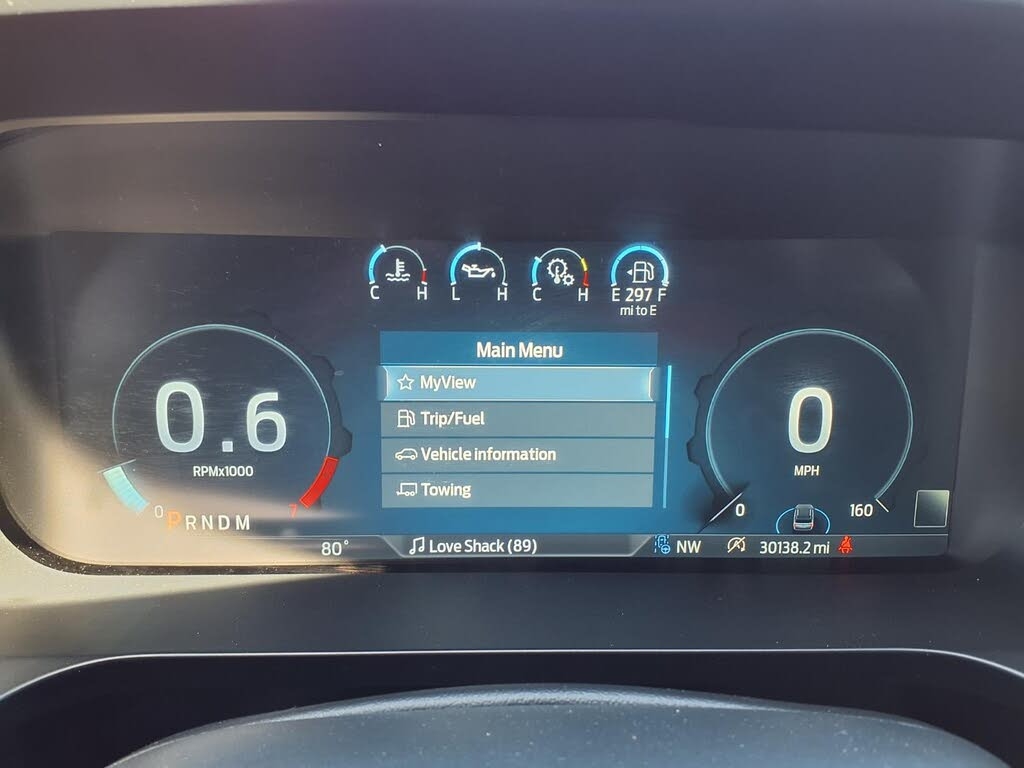 C H L H C H E 297 F
mi to E
Main Menu
MyView
Trip/Fuel
Vehicle information
Towing
0.6
RPMx1000
0 7
PRNDM
0
MPH
0 160
80° Love Shack (89) NW 30138.2 mi